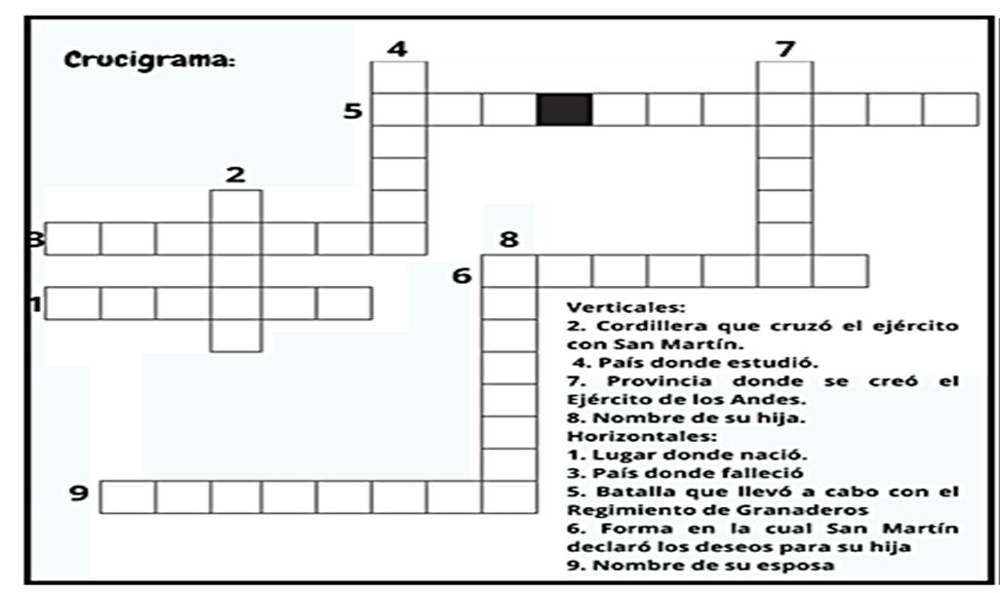 Crucigrama:
4
7
5
2
3
8
6
1
Verticales:
2. Cordillera que cruzó el ejército
con San Martín.
4. País donde estudió.
7. Provincia donde se creó el
Ejército de los Andes.
8. Nombre de su hija.
Horizontales:
1. Lugar donde nació.
3. País donde falleció
5. Batalla que llevó a cabo con el
Regimiento de Granaderos
6. Forma en la cual San Martín
declaró los deseos para su hija
9. Nombre de su esposa
9